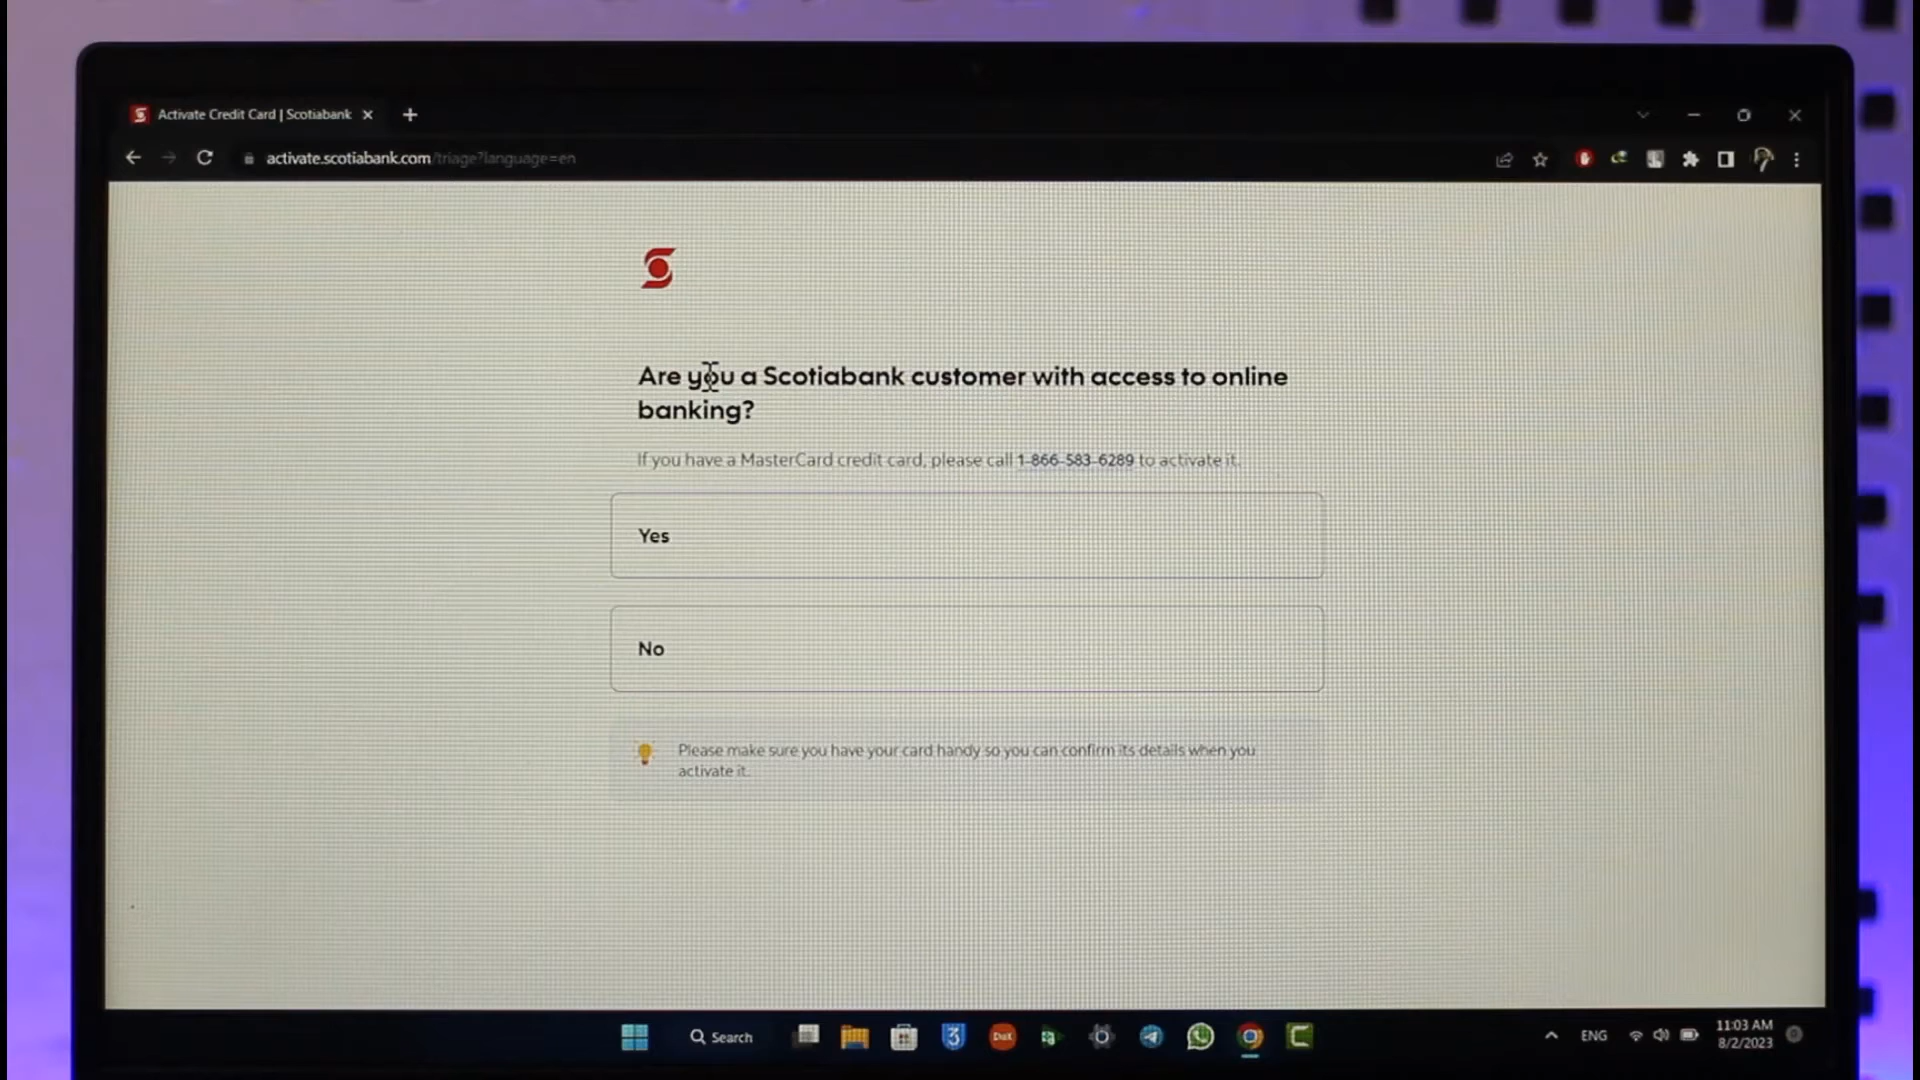 Activate Credit Card | Scotiabank
activate.scotiabank.com/triage?language=en
Are you a Scotiabank customer with access to online
banking?
If you have a MasterCard credit card, please call 1-866-583-6289 to activate it.
Yes
No
Please make sure you have your card handy so you can confirm its details when you
activate it.
Search
ENG
11:03 AM
8/2/2023